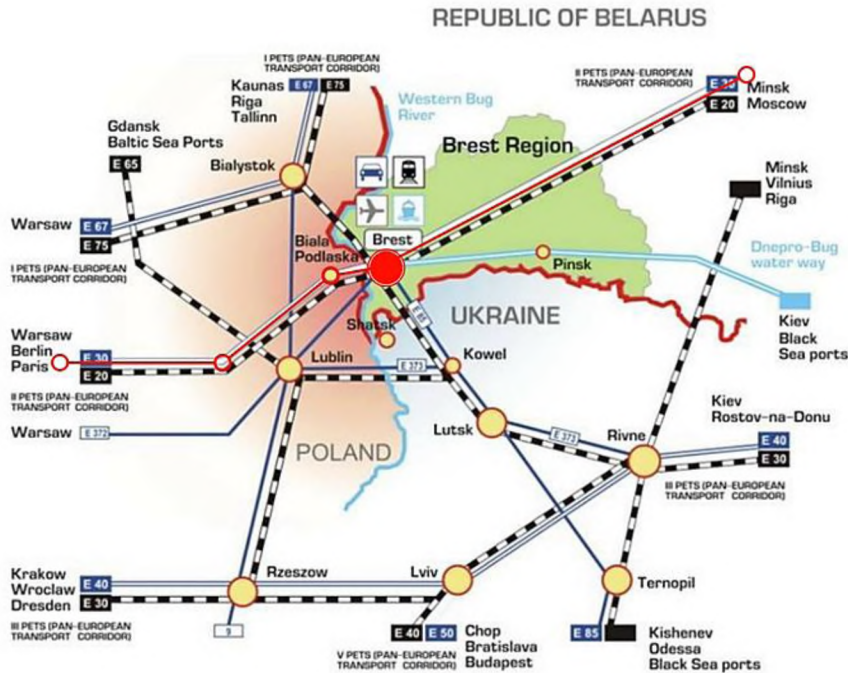 REPUBLIC OF BELARUS
I PETS (PAN-EUROPEAN
TRANSPORT CORRIDOR)
Kaunas
Riga
Tallinn
E 67
E 75
Western Bug
River
II PETS (PAN-EUROPEAN
TRANSPORT CORRIDOR)
E 30
E 20
Minsk
Moscow
Gdansk
Baltic Sea Ports
E 65
Bialystok
Brest Region
Minsk
Vilnius
Riga
Warsaw
E 67
E 75
I PETS (PAN-EUROPEAN
TRANSPORT CORRIDOR)
Biala
Podlaska
Brest
Pinsk
Dnepro-Bug
water way
Kiev
Black
Sea ports
UKRAINE
E 85
Shatsk
Warsaw
Berlin
Paris
E 30
E 20
II PETS (PAN-EUROPEAN
TRANSPORT CORRIDOR)
Lublin
E 373
Kowel
Warsaw
E 372
POLAND
Lutsk
E 373
Rivne
Kiev
Rostov-na-Donu
E 40
E 30
III PETS (PAN-EUROPEAN
TRANSPORT CORRIDOR)
Krakow
Wroclaw
Dresden
E 40
E 30
III PETS (PAN-EUROPEAN
TRANSPORT CORRIDOR)
Rzeszow
9
Lviv
Ternopil
E 40
E 50
Chop
Bratislava
Budapest
V PETS (PAN-EUROPEAN
TRANSPORT CORRIDOR)
E 85
Kishenev
Odessa
Black Sea ports